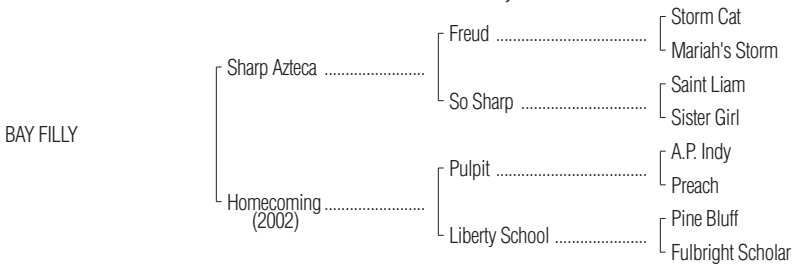 Storm Cat
Freud ..........................................
Mariah's Storm
Sharp Azteca ............................
Saint Liam
So Sharp ...................................
Sister Girl
BAY FILLY
A.P. Indy
Pulpit ..........................................
Preach
Homecoming ............................
(2002)
Pine Bluff
Liberty School ..........................
Fulbright Scholar